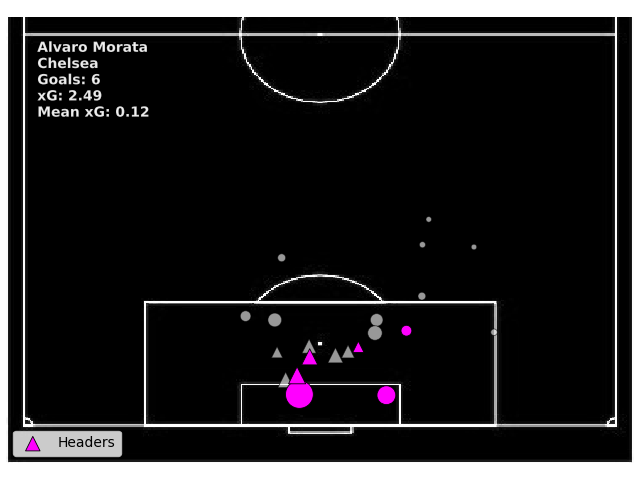 Alvaro Morata
Chelsea
Goals: 6
xG: 2.49
Mean xG: 0.12
Headers